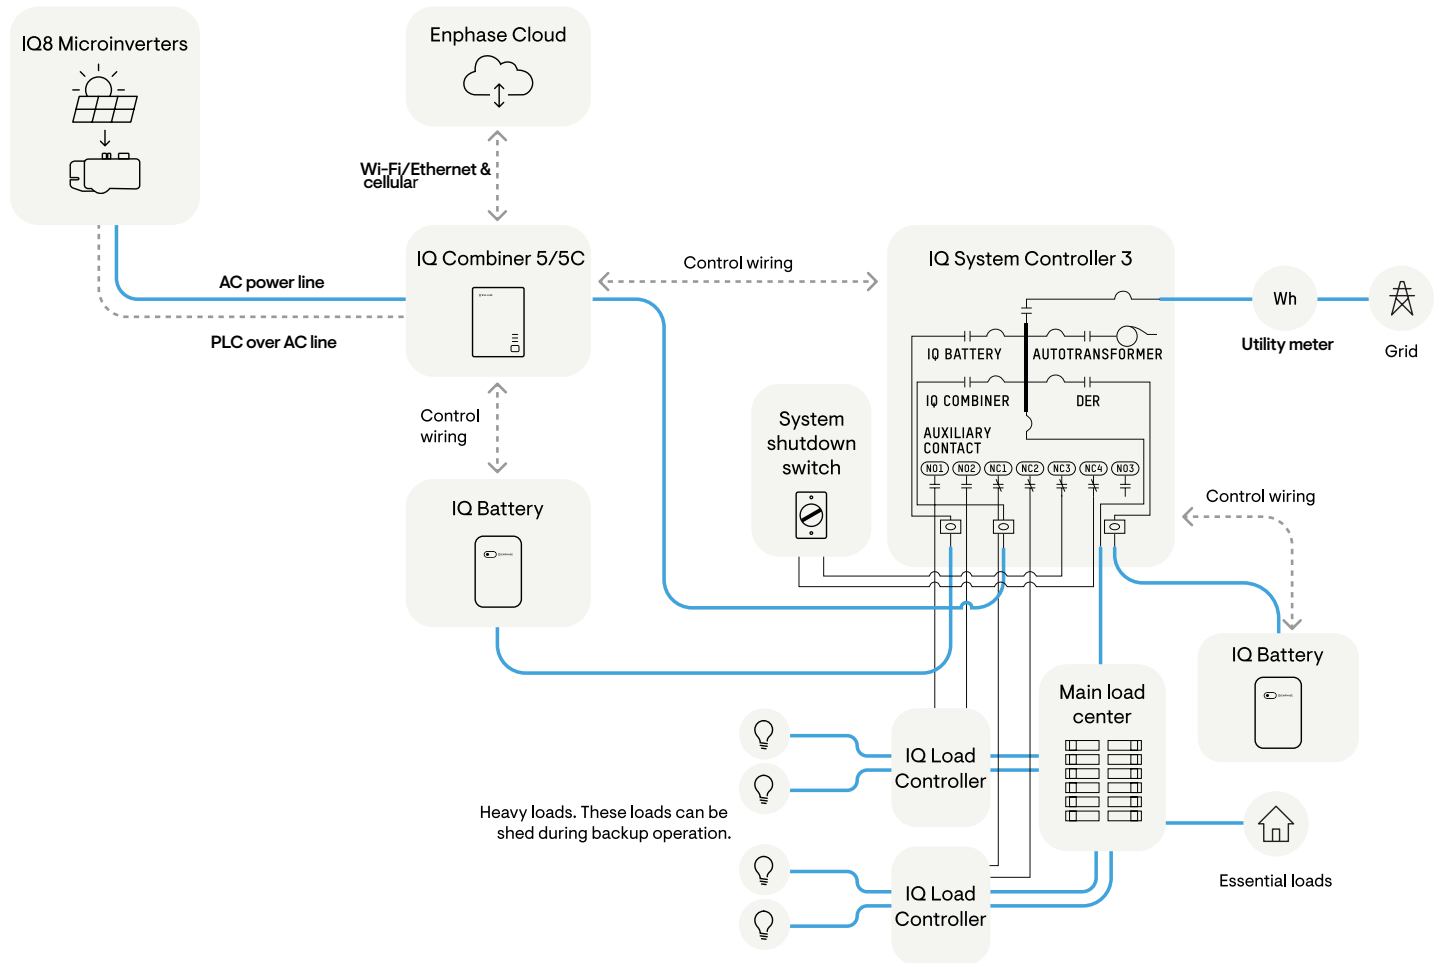 IQ8 Microinverters
Enphase Cloud
Wi-Fi/Ethernet &
cellular
IQ Combiner 5/5C
AC power line
PLC over AC line
Control wiring
IQ System Controller 3
Wh
Utility meter
Grid
IQ BATTERY
AUTOTRANSFORMER
IQ COMBINER
DER
AUXILIARY
CONTACT
NO1
NO2
NC1
NC2
NC3
NC4
NO3
System
shutdown
switch
Control
wiring
IQ Battery
Control wiring
IQ Battery
Main load
center
IQ Load
Controller
Heavy loads. These loads can be
shed during backup operation.
IQ Load
Controller
Essential loads